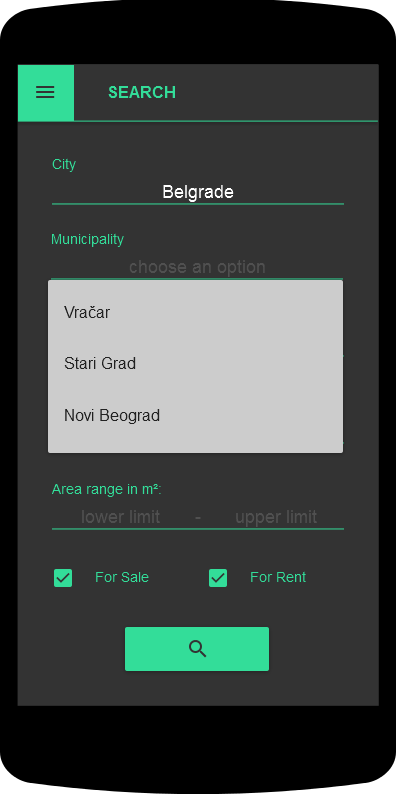 SEARCH
City
Belgrade
Municipality
choose an option
Vračar
Stari Grad
Novi Beograd
Area range in m²:
lower limit - upper limit
For Sale For Rent